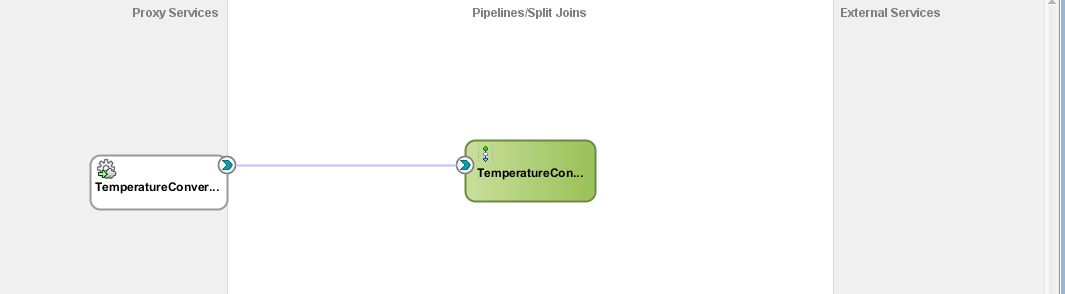 Proxy Services
Pipelines/Split Joins
External Services
TemperatureConver...
TemperatureCon...